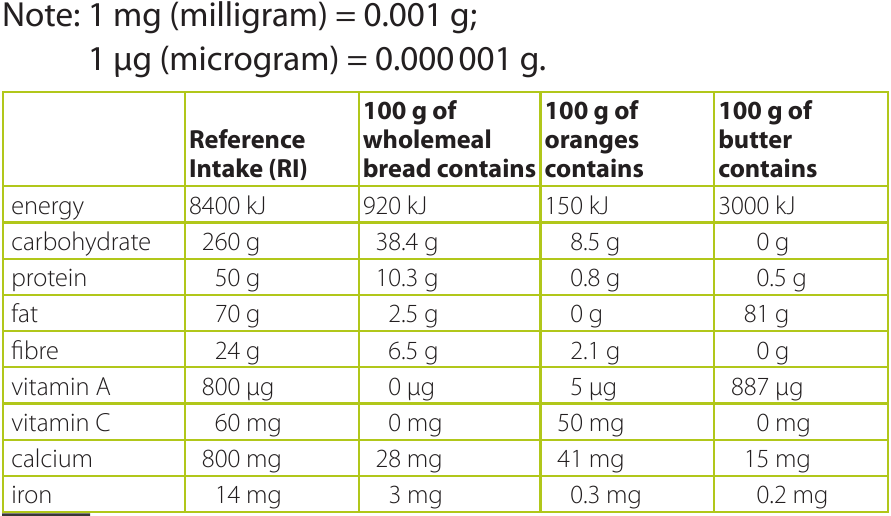 Note: 1 mg (milligram) = 0.001 g;
1 µg (microgram) = 0.000 001 g.
Reference Intake (RI) 100 g of wholemeal bread contains 100 g of oranges contains 100 g of butter contains
energy 8400 kJ 920 kJ 150 kJ 3000 kJ
carbohydrate 260 g 38.4 g 8.5 g 0 g
protein 50 g 10.3 g 0.8 g 0.5 g
fat 70 g 2.5 g 0 g 81 g
fibre 24 g 6.5 g 2.1 g 0 g
vitamin A 800 µg 0 µg 5 µg 887 µg
vitamin C 60 mg 0 mg 50 mg 0 mg
calcium 800 mg 28 mg 41 mg 15 mg
iron 14 mg 3 mg 0.3 mg 0.2 mg